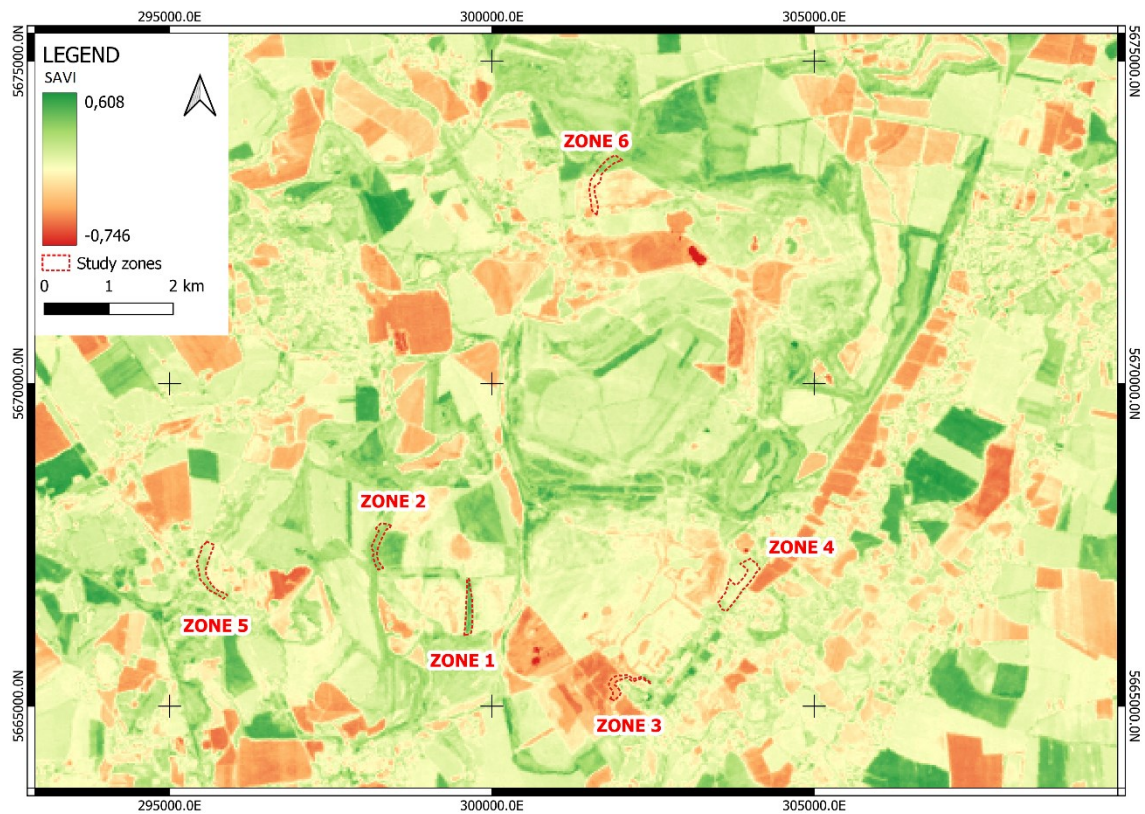 295000.0E 300000.0E 305000.0E
5675000.0N
5675000.0N
LEGEND
SAVI
0,608
-0,746
Study zones
0 1 2 km
ZONE 6
5670000.0N
5670000.0N
ZONE 2
ZONE 4
ZONE 5
ZONE 1
ZONE 3
5665000.0N
5665000.0N
295000.0E 300000.0E 305000.0E